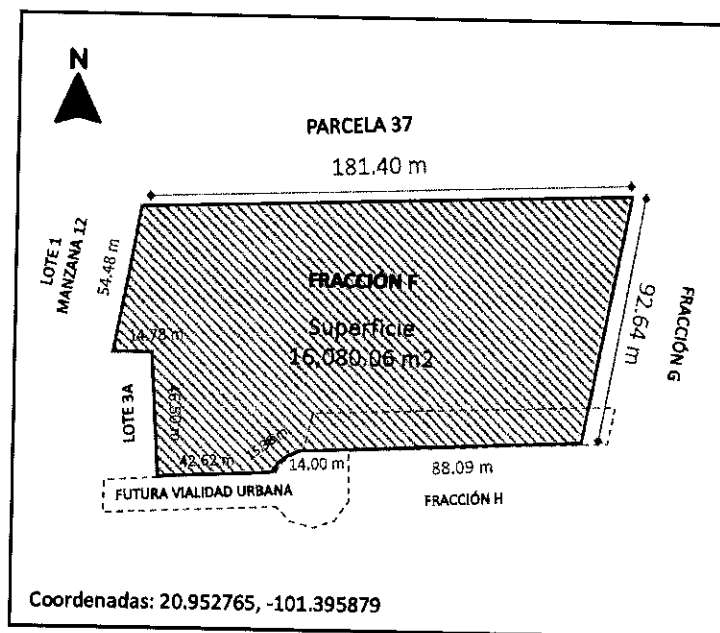 N
PARCELA 37
181.40 m
LOTE 1
MANZANA 12
54.48 m
FRACCIÓN F
Superficie
16,080.06 m2
92.64 m
FRACCIÓN G
14.78 m
LOTE 3A
46.50 m
42.62 m
14.00 m
88.09 m
FUTURA VIALIDAD URBANA
FRACCIÓN H
Coordenadas: 20.952765, -101.395879